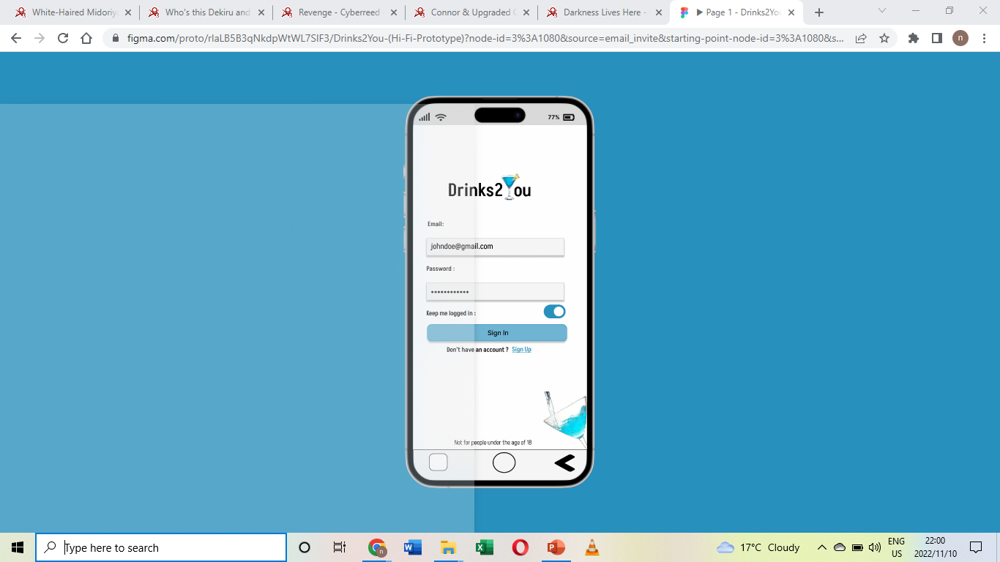 White-Haired Midoriy
Who's this Dekiru and
Revenge - Cyberreed
Connor & Upgraded
Darkness Lives Here -
Page 1 - Drinks2You
figma.com/proto/rlaLB5B3qNkdpWtWL7SIF3/Drinks2You-(Hi-Fi-Prototype)?node-id=3%3A1080&source=email_invite&starting-point-node-id=3%3A1080&s...
n
77%
Drinks2You
Email:
johndoe@gmail.com
Password :
************
Keep me logged in :
Sign In
Don't have an account ? Sign Up
Not for people under the age of 18
Type here to search
n
17°C Cloudy
ENG
US
22:00
2022/11/10